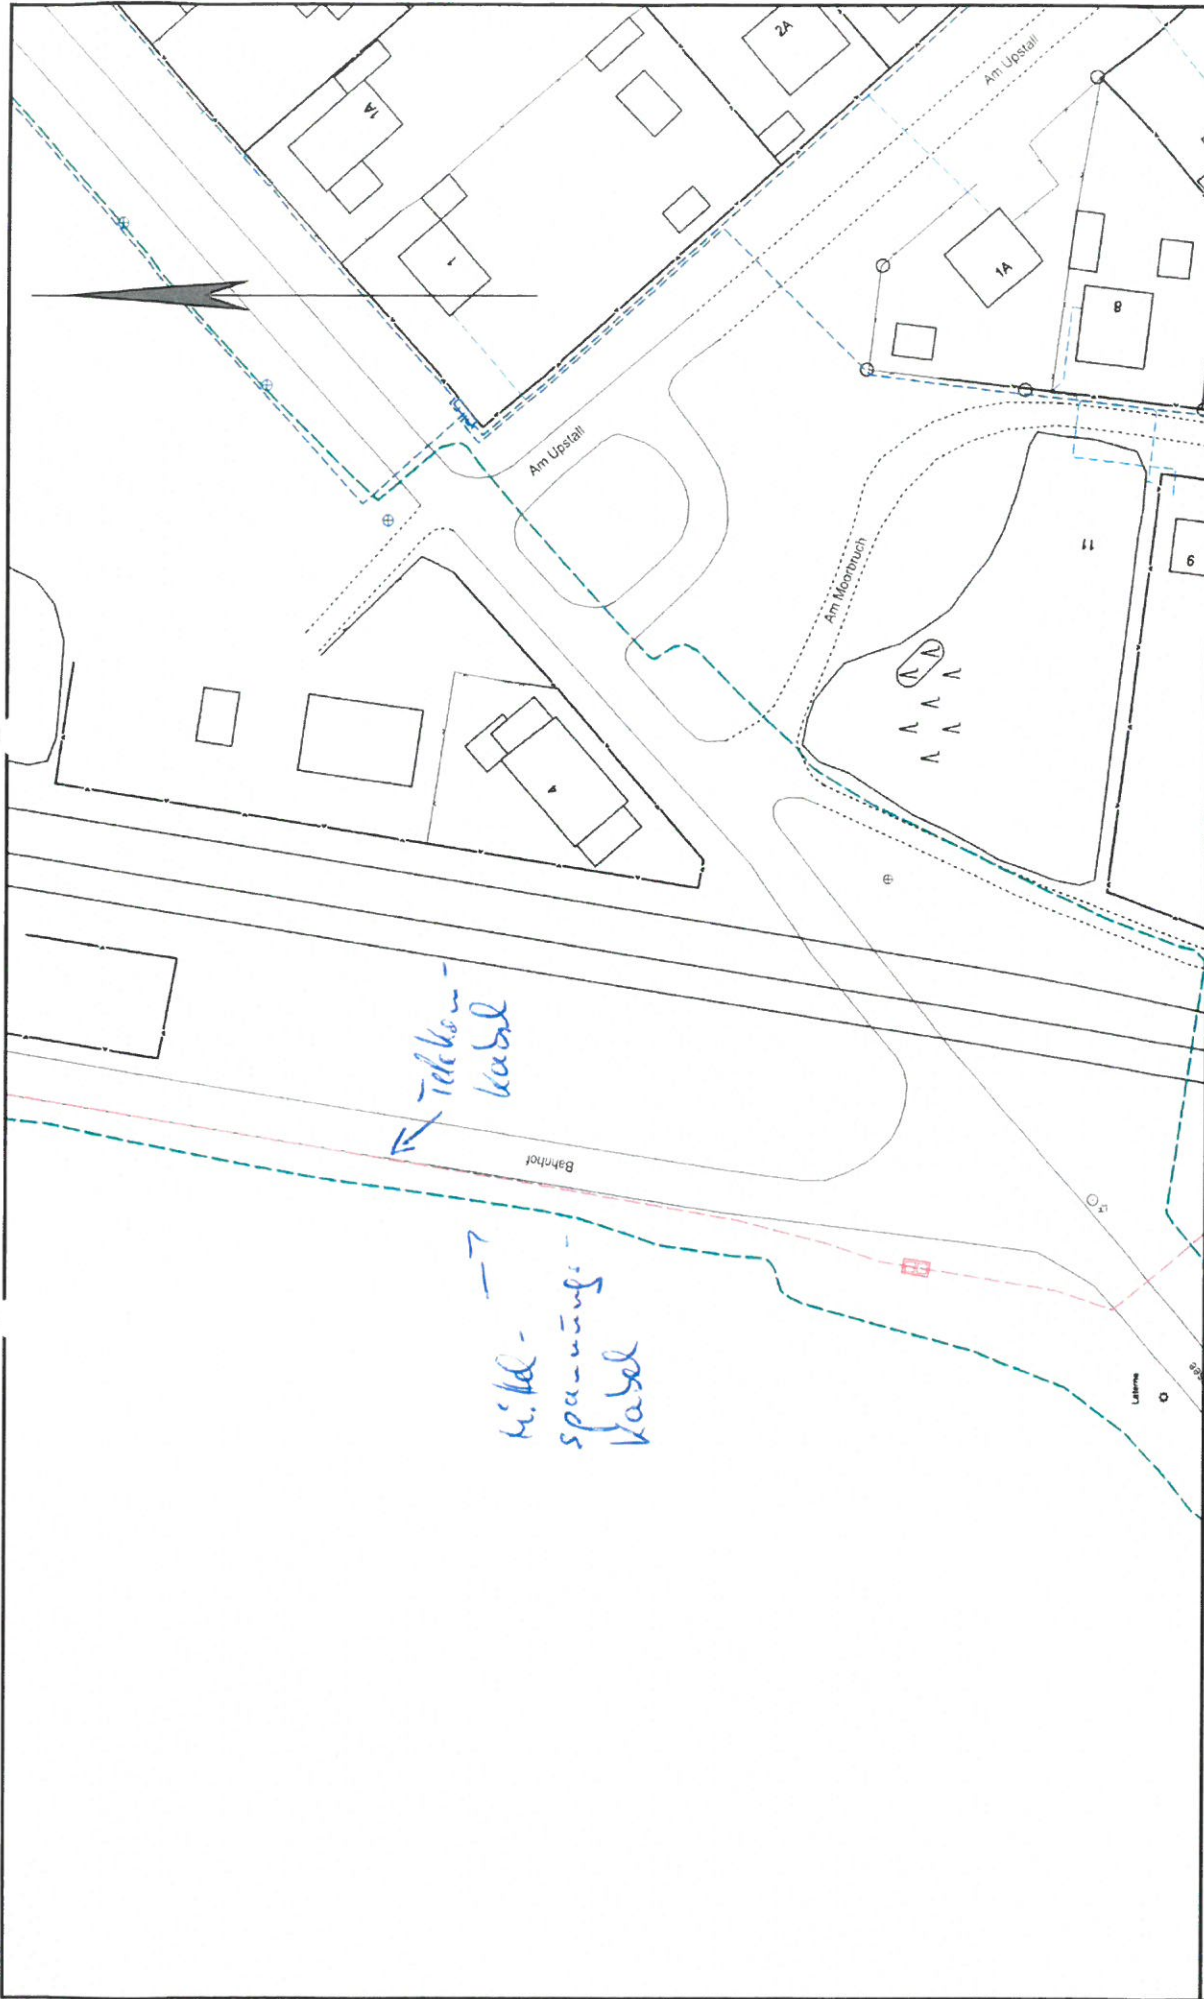 2A
Am Upstall
1A
1
1A
8
Am Upstall
Am Moorbruch
11
9
4
Telekom-
kabel
Bahnhof
Mittel-
spannungs-
kabel
Laterne